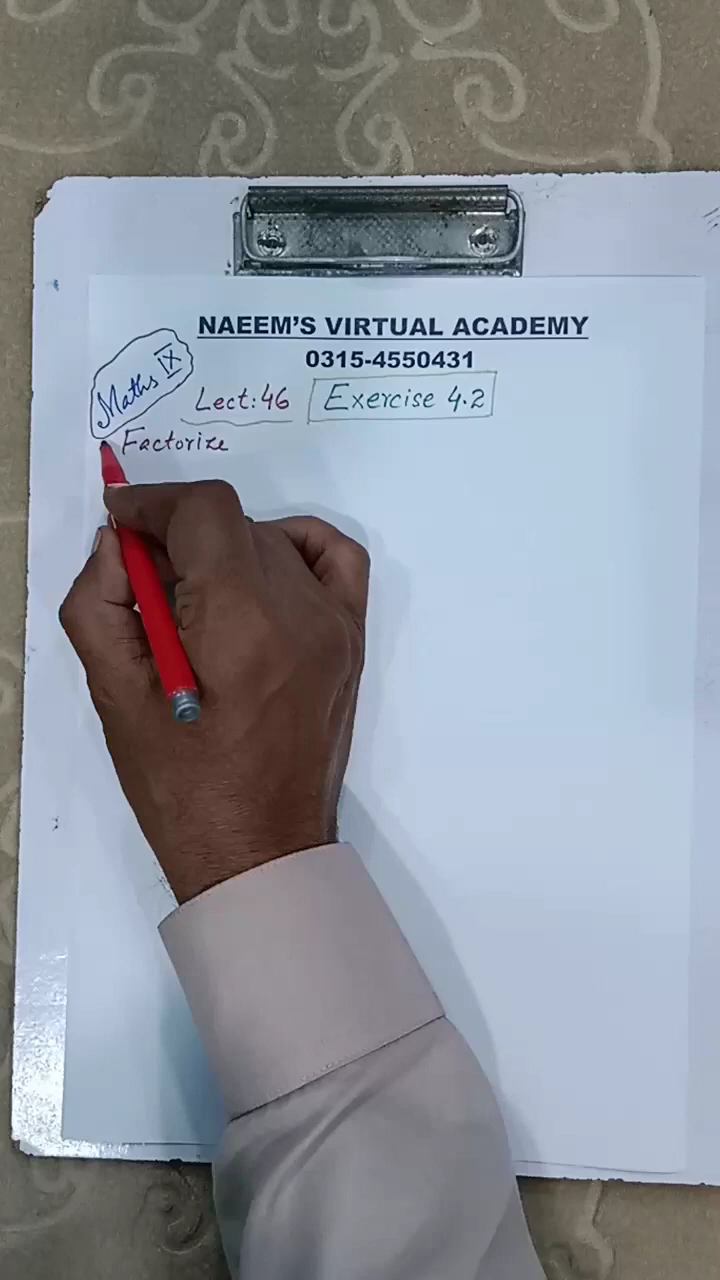 NAEEM'S VIRTUAL ACADEMY
0315-4550431
Maths IX
Lect:46 Exercise 4.2
Factorize